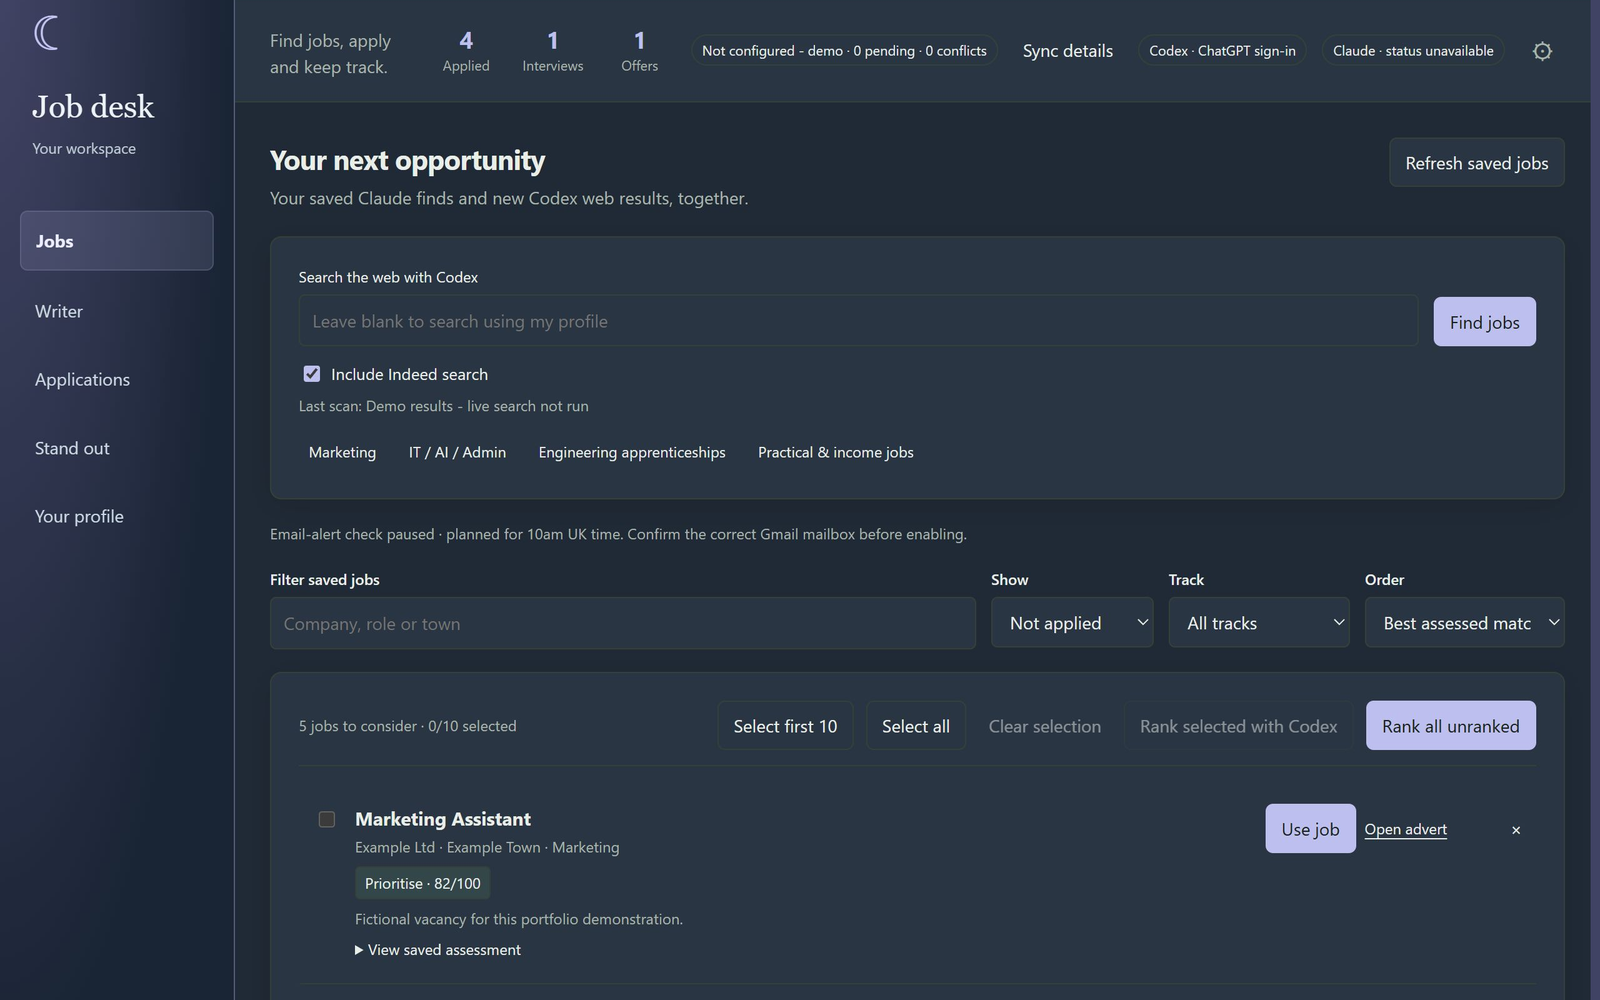 Job desk
Your workspace
Jobs
Writer
Applications
Stand out
Your profile
Find jobs, apply
and keep track.
4
Applied
1
Interviews
1
Offers
Not configured - demo · 0 pending · 0 conflicts
Sync details
Codex · ChatGPT sign-in
Claude · status unavailable
Your next opportunity
Your saved Claude finds and new Codex web results, together.
Refresh saved jobs
Search the web with Codex
Leave blank to search using my profile
Find jobs
Include Indeed search
Last scan: Demo results - live search not run
Marketing
IT / AI / Admin
Engineering apprenticeships
Practical & income jobs
Email-alert check paused · planned for 10am UK time. Confirm the correct Gmail mailbox before enabling.
Filter saved jobs
Company, role or town
Show
Not applied
Track
All tracks
Order
Best assessed matc
5 jobs to consider · 0/10 selected
Select first 10
Select all
Clear selection
Rank selected with Codex
Rank all unranked
Marketing Assistant
Example Ltd · Example Town · Marketing
Prioritise · 82/100
Fictional vacancy for this portfolio demonstration.
View saved assessment
Use job
Open advert
×